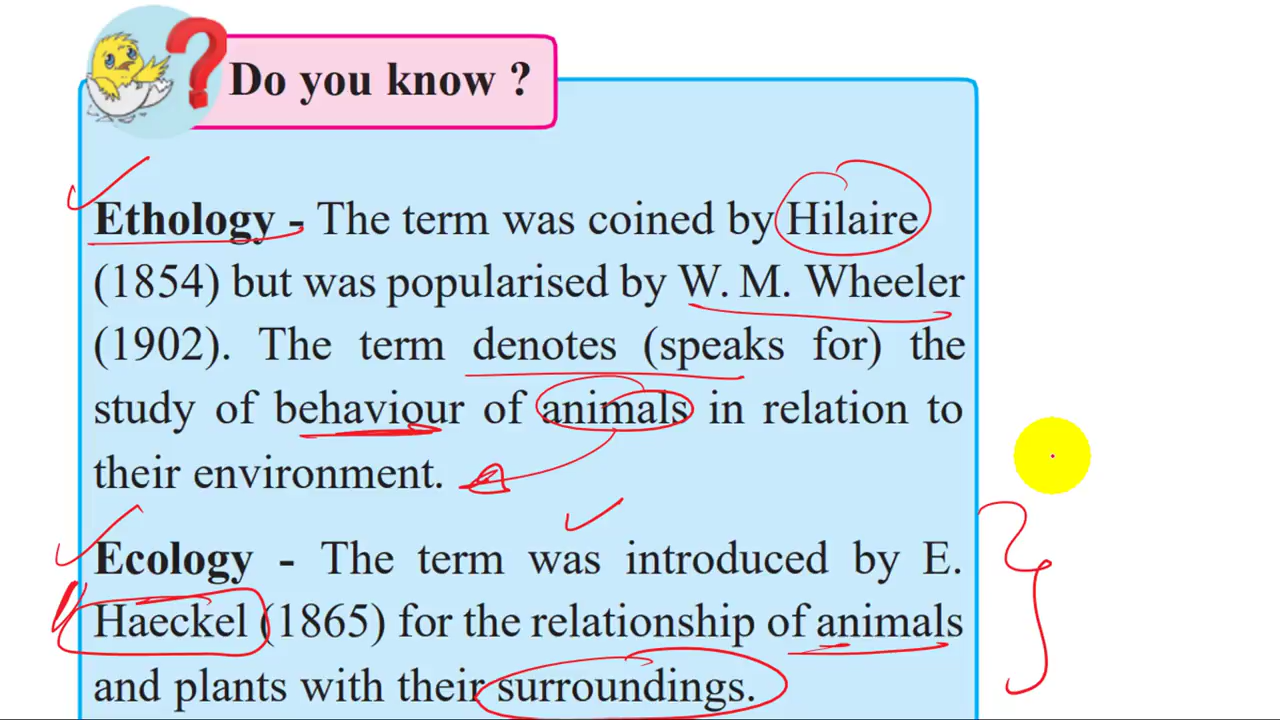 Do you know ?
Ethology - The term was coined by Hilaire
(1854) but was popularised by W. M. Wheeler
(1902). The term denotes (speaks for) the
study of behaviour of animals in relation to
their environment.
Ecology - The term was introduced by E.
Haeckel (1865) for the relationship of animals
and plants with their surroundings.